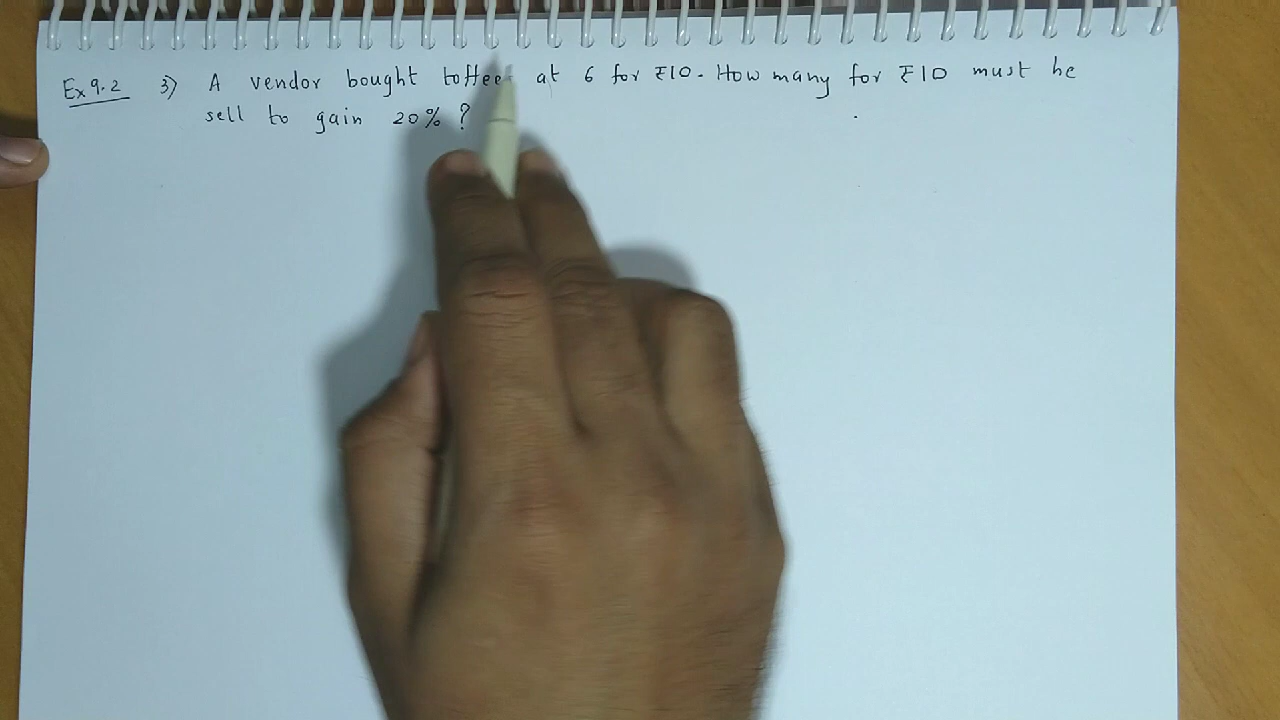 Ex 9.2 3) A vendor bought toffees at 6 for ₹10. How many for ₹10 must he
sell to gain 20% ?